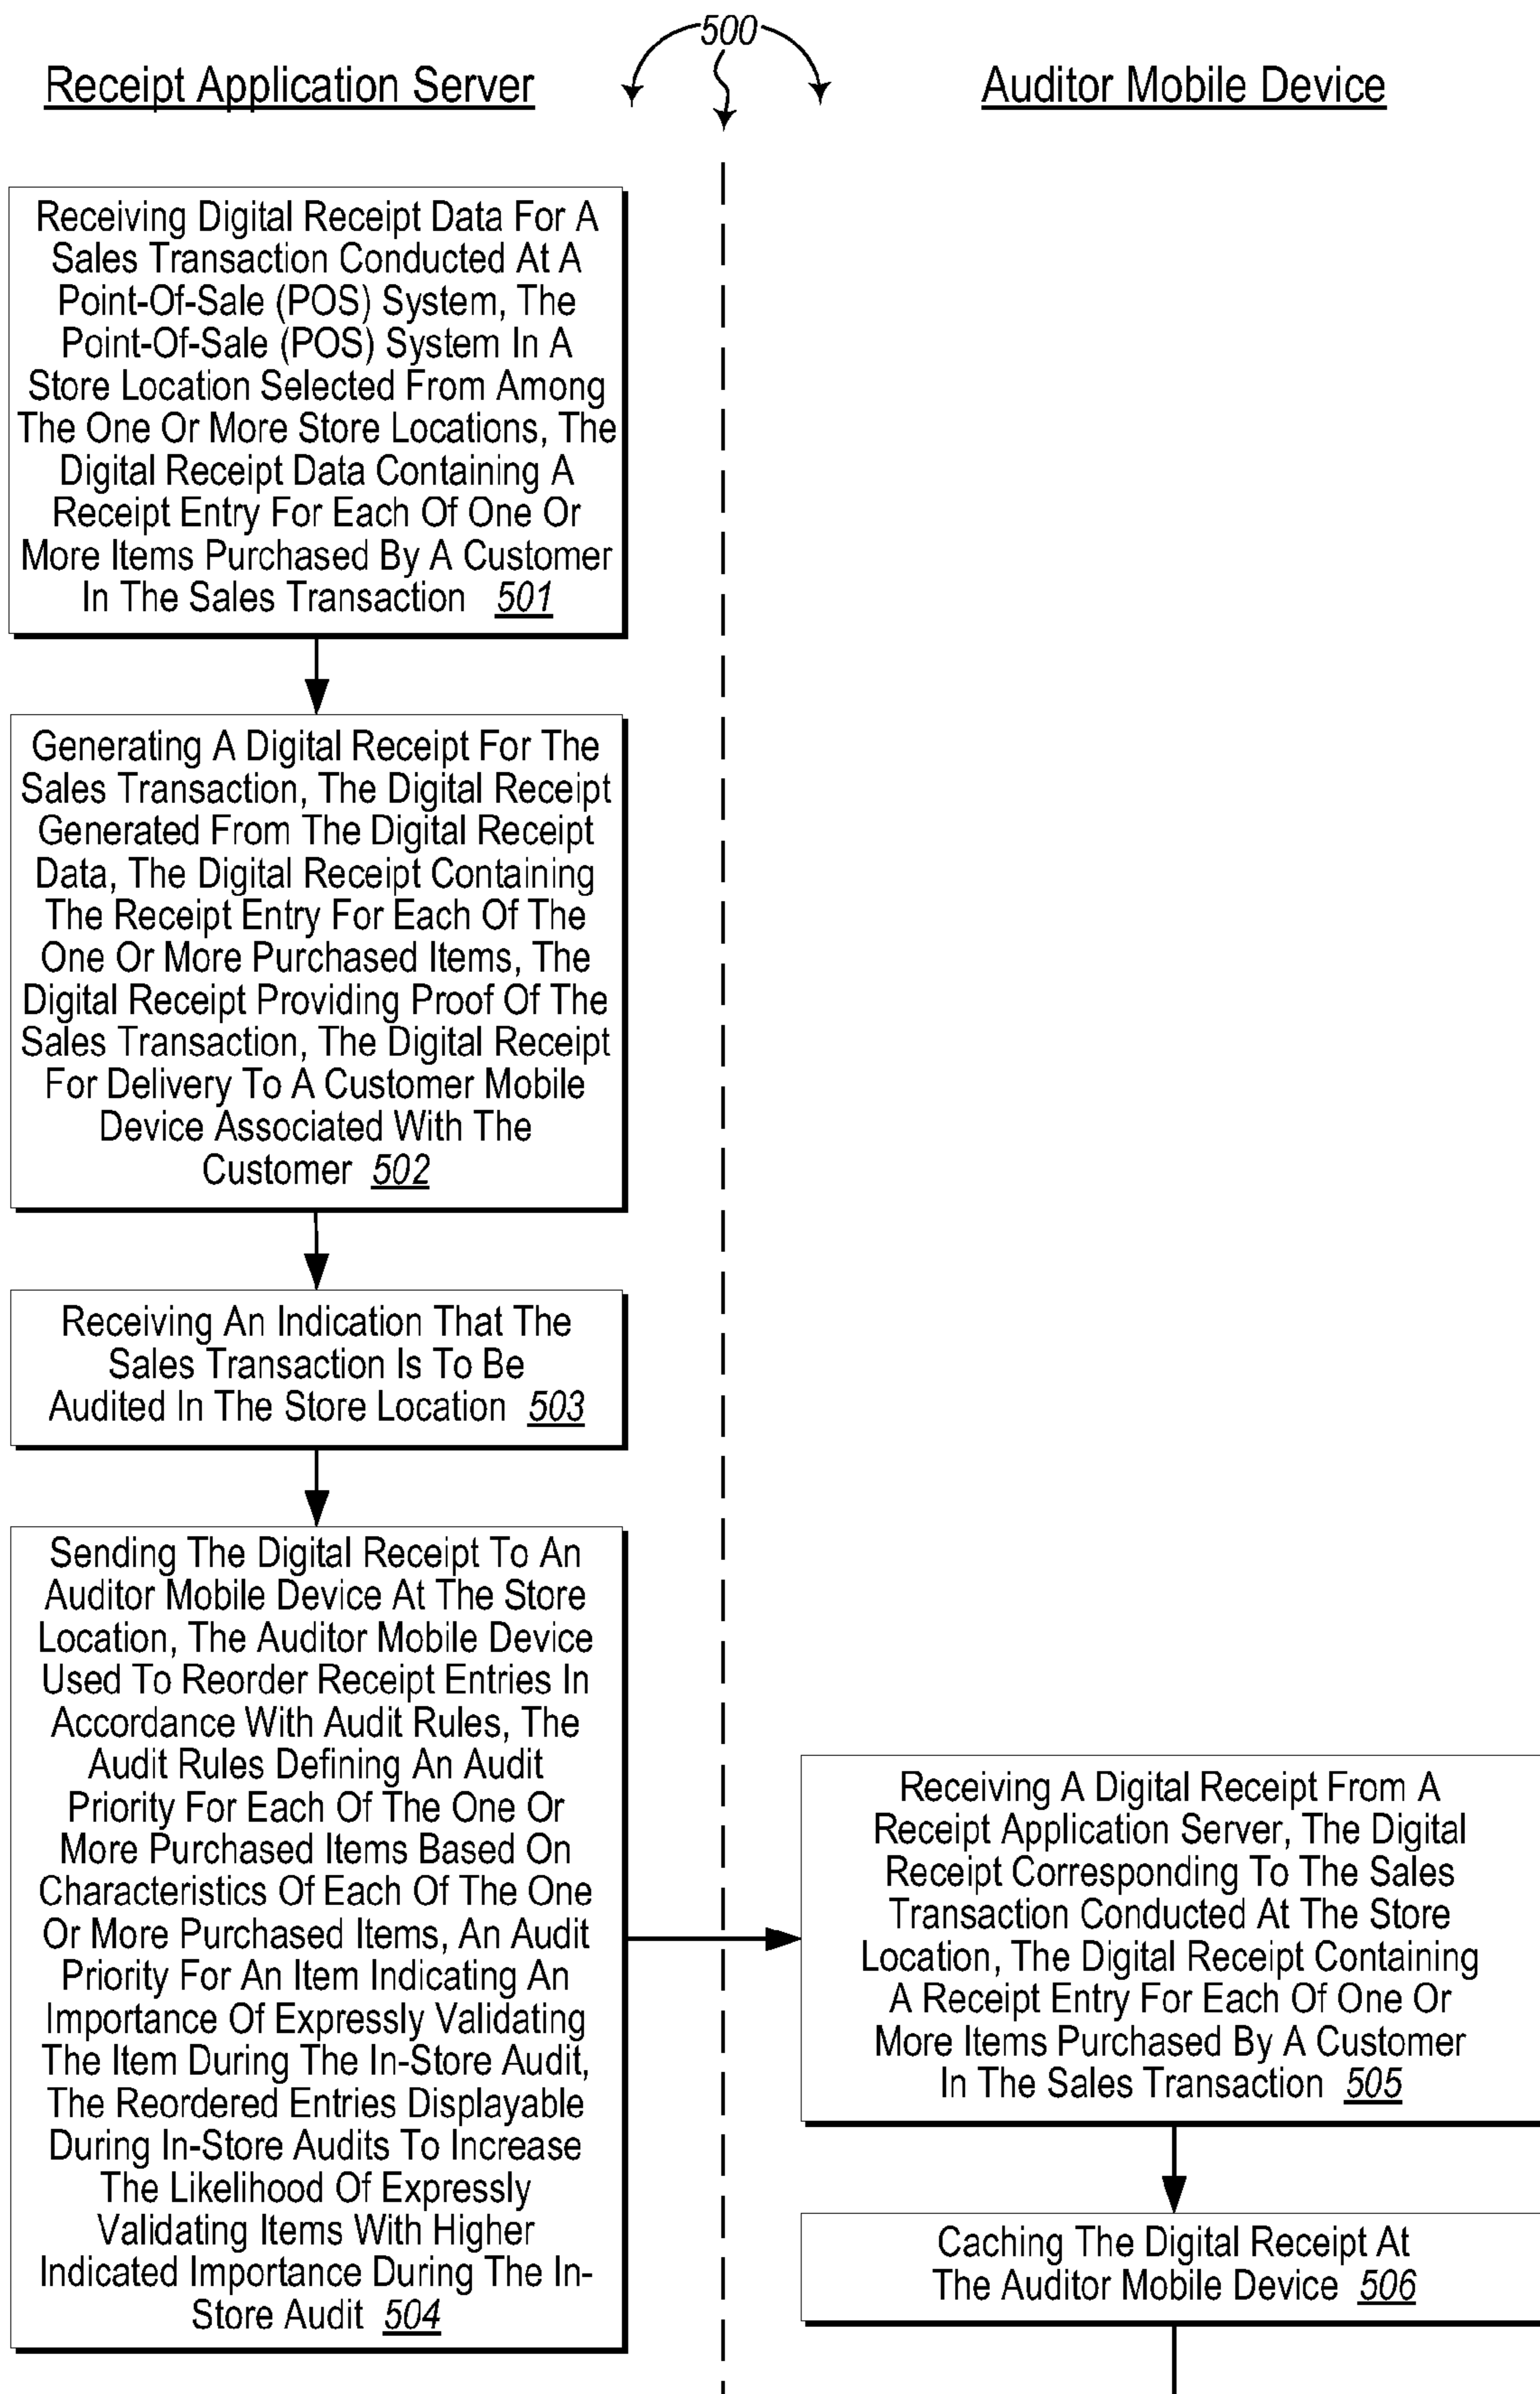 500
Receipt Application Server
Auditor Mobile Device
Receiving Digital Receipt Data For A
Sales Transaction Conducted At A
Point-Of-Sale (POS) System, The
Point-Of-Sale (POS) System In A
Store Location Selected From Among
The One Or More Store Locations, The
Digital Receipt Data Containing A
Receipt Entry For Each Of One Or
More Items Purchased By A Customer
In The Sales Transaction 501
Generating A Digital Receipt For The
Sales Transaction, The Digital Receipt
Generated From The Digital Receipt
Data, The Digital Receipt Containing
The Receipt Entry For Each Of The
One Or More Purchased Items, The
Digital Receipt Providing Proof Of The
Sales Transaction, The Digital Receipt
For Delivery To A Customer Mobile
Device Associated With The
Customer 502
Receiving An Indication That The
Sales Transaction Is To Be
Audited In The Store Location 503
Sending The Digital Receipt To An
Auditor Mobile Device At The Store
Location, The Auditor Mobile Device
Used To Reorder Receipt Entries In
Accordance With Audit Rules, The
Audit Rules Defining An Audit
Priority For Each Of The One Or
More Purchased Items Based On
Characteristics Of Each Of The One
Or More Purchased Items, An Audit
Priority For An Item Indicating An
Importance Of Expressly Validating
The Item During The In-Store Audit,
The Reordered Entries Displayable
During In-Store Audits To Increase
The Likelihood Of Expressly
Validating Items With Higher
Indicated Importance During The In-
Store Audit 504
Receiving A Digital Receipt From A
Receipt Application Server, The Digital
Receipt Corresponding To The Sales
Transaction Conducted At The Store
Location, The Digital Receipt Containing
A Receipt Entry For Each Of One Or
More Items Purchased By A Customer
In The Sales Transaction 505
Caching The Digital Receipt At
The Auditor Mobile Device 506